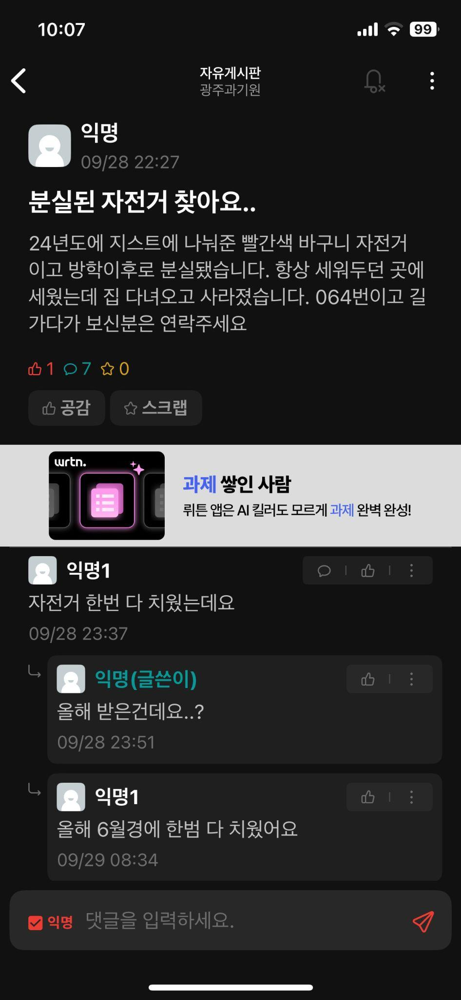 10:07
99
자유게시판
광주과기원
익명
09/28 22:27
분실된 자전거 찾아요..
24년도에 지스트에 나눠준 빨간색 바구니 자전거
이고 방학이후로 분실됐습니다. 항상 세워두던 곳에
세웠는데 집 다녀오고 사라졌습니다. 064번이고 길
가다가 보신분은 연락주세요
1 7 0
공감 스크랩
wrtn.
과제 쌓인 사람
뤼튼 앱은 AI 킬러도 모르게 과제 완벽 완성!
익명1
자전거 한번 다 치웠는데요
09/28 23:37
익명(글쓴이)
올해 받은건데요..?
09/28 23:51
익명1
올해 6월경에 한범 다 치웠어요
09/29 08:34
익명 댓글을 입력하세요.